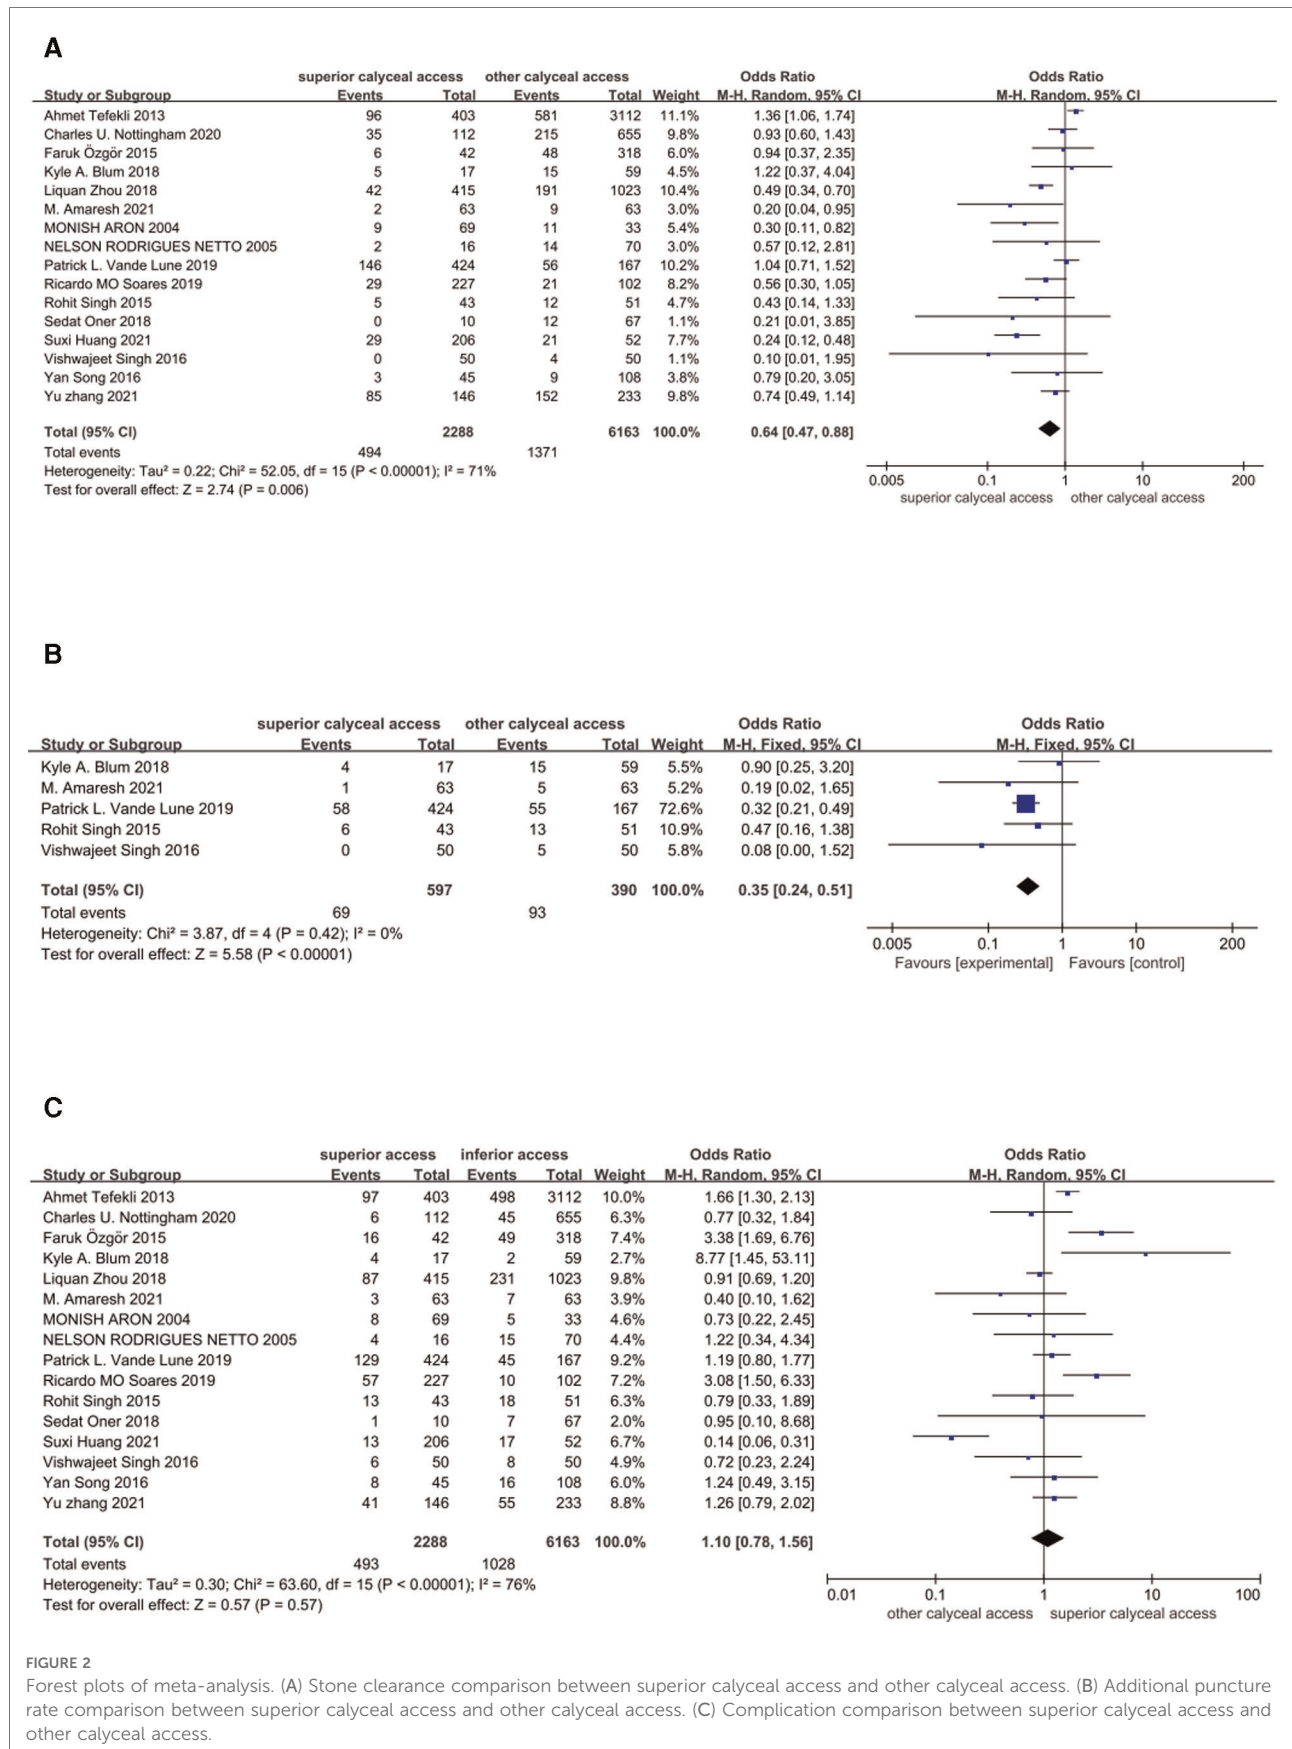 A
superior calyceal access other calyceal access Odds Ratio Odds Ratio
Study or Subgroup Events Total Events Total Weight M-H, Random, 95% CI M-H, Random, 95% CI
Ahmet Tefekli 2013 96 403 581 3112 11.1% 1.36 [1.06, 1.74]
Charles U. Nottingham 2020 35 112 215 655 9.8% 0.93 [0.60, 1.43]
Faruk Özgör 2015 6 42 48 318 6.0% 0.94 [0.37, 2.35]
Kyle A. Blum 2018 5 17 15 59 4.5% 1.22 [0.37, 4.04]
Liquan Zhou 2018 42 415 191 1023 10.4% 0.49 [0.34, 0.70]
M. Amaresh 2021 2 63 9 63 3.0% 0.20 [0.04, 0.95]
MONISH ARON 2004 9 69 11 33 5.4% 0.30 [0.11, 0.82]
NELSON RODRIGUES NETTO 2005 2 16 14 70 3.0% 0.57 [0.12, 2.81]
Patrick L. Vande Lune 2019 146 424 56 167 10.2% 1.04 [0.71, 1.52]
Ricardo MO Soares 2019 29 227 21 102 8.2% 0.56 [0.30, 1.05]
Rohit Singh 2015 5 43 12 51 4.7% 0.43 [0.14, 1.33]
Sedat Oner 2018 0 10 12 67 1.1% 0.21 [0.01, 3.85]
Suxi Huang 2021 29 206 21 52 7.7% 0.24 [0.12, 0.48]
Vishwajeet Singh 2016 0 50 4 50 1.1% 0.10 [0.01, 1.95]
Yan Song 2016 3 45 9 108 3.8% 0.79 [0.20, 3.05]
Yu zhang 2021 85 146 152 233 9.8% 0.74 [0.49, 1.14]
Total (95% CI) 2288 6163 100.0% 0.64 [0.47, 0.88]
Total events 494 1371
Heterogeneity: Tau² = 0.22; Chi² = 52.05, df = 15 (P < 0.00001); I² = 71%
Test for overall effect: Z = 2.74 (P = 0.006)
0.005 0.1 1 10 200
superior calyceal access other calyceal access
B
superior calyceal access other calyceal access Odds Ratio Odds Ratio
Study or Subgroup Events Total Events Total Weight M-H, Fixed, 95% CI M-H, Fixed, 95% CI
Kyle A. Blum 2018 4 17 15 59 5.5% 0.90 [0.25, 3.20]
M. Amaresh 2021 1 63 5 63 5.2% 0.19 [0.02, 1.65]
Patrick L. Vande Lune 2019 58 424 55 167 72.6% 0.32 [0.21, 0.49]
Rohit Singh 2015 6 43 13 51 10.9% 0.47 [0.16, 1.38]
Vishwajeet Singh 2016 0 50 5 50 5.8% 0.08 [0.00, 1.52]
Total (95% CI) 597 390 100.0% 0.35 [0.24, 0.51]
Total events 69 93
Heterogeneity: Chi² = 3.87, df = 4 (P = 0.42); I² = 0%
Test for overall effect: Z = 5.58 (P < 0.00001)
0.005 0.1 1 10 200
Favours [experimental] Favours [control]
C
superior access inferior access Odds Ratio Odds Ratio
Study or Subgroup Events Total Events Total Weight M-H, Random, 95% CI M-H, Random, 95% CI
Ahmet Tefekli 2013 97 403 498 3112 10.0% 1.66 [1.30, 2.13]
Charles U. Nottingham 2020 6 112 45 655 6.3% 0.77 [0.32, 1.84]
Faruk Özgör 2015 16 42 49 318 7.4% 3.38 [1.69, 6.76]
Kyle A. Blum 2018 4 17 2 59 2.7% 8.77 [1.45, 53.11]
Liquan Zhou 2018 87 415 231 1023 9.8% 0.91 [0.69, 1.20]
M. Amaresh 2021 3 63 7 63 3.9% 0.40 [0.10, 1.62]
MONISH ARON 2004 8 69 5 33 4.6% 0.73 [0.22, 2.45]
NELSON RODRIGUES NETTO 2005 4 16 15 70 4.4% 1.22 [0.34, 4.34]
Patrick L. Vande Lune 2019 129 424 45 167 9.2% 1.19 [0.80, 1.77]
Ricardo MO Soares 2019 57 227 10 102 7.2% 3.08 [1.50, 6.33]
Rohit Singh 2015 13 43 18 51 6.3% 0.79 [0.33, 1.89]
Sedat Oner 2018 1 10 7 67 2.0% 0.95 [0.10, 8.68]
Suxi Huang 2021 13 206 17 52 6.7% 0.14 [0.06, 0.31]
Vishwajeet Singh 2016 6 50 8 50 4.9% 0.72 [0.23, 2.24]
Yan Song 2016 8 45 16 108 6.0% 1.24 [0.49, 3.15]
Yu zhang 2021 41 146 55 233 8.8% 1.26 [0.79, 2.02]
Total (95% CI) 2288 6163 100.0% 1.10 [0.78, 1.56]
Total events 493 1028
Heterogeneity: Tau² = 0.30; Chi² = 63.60, df = 15 (P < 0.00001); I² = 76%
Test for overall effect: Z = 0.57 (P = 0.57)
0.01 0.1 1 10 100
other calyceal access superior calyceal access
FIGURE 2
Forest plots of meta-analysis. (A) Stone clearance comparison between superior calyceal access and other calyceal access. (B) Additional puncture
rate comparison between superior calyceal access and other calyceal access. (C) Complication comparison between superior calyceal access and
other calyceal access.